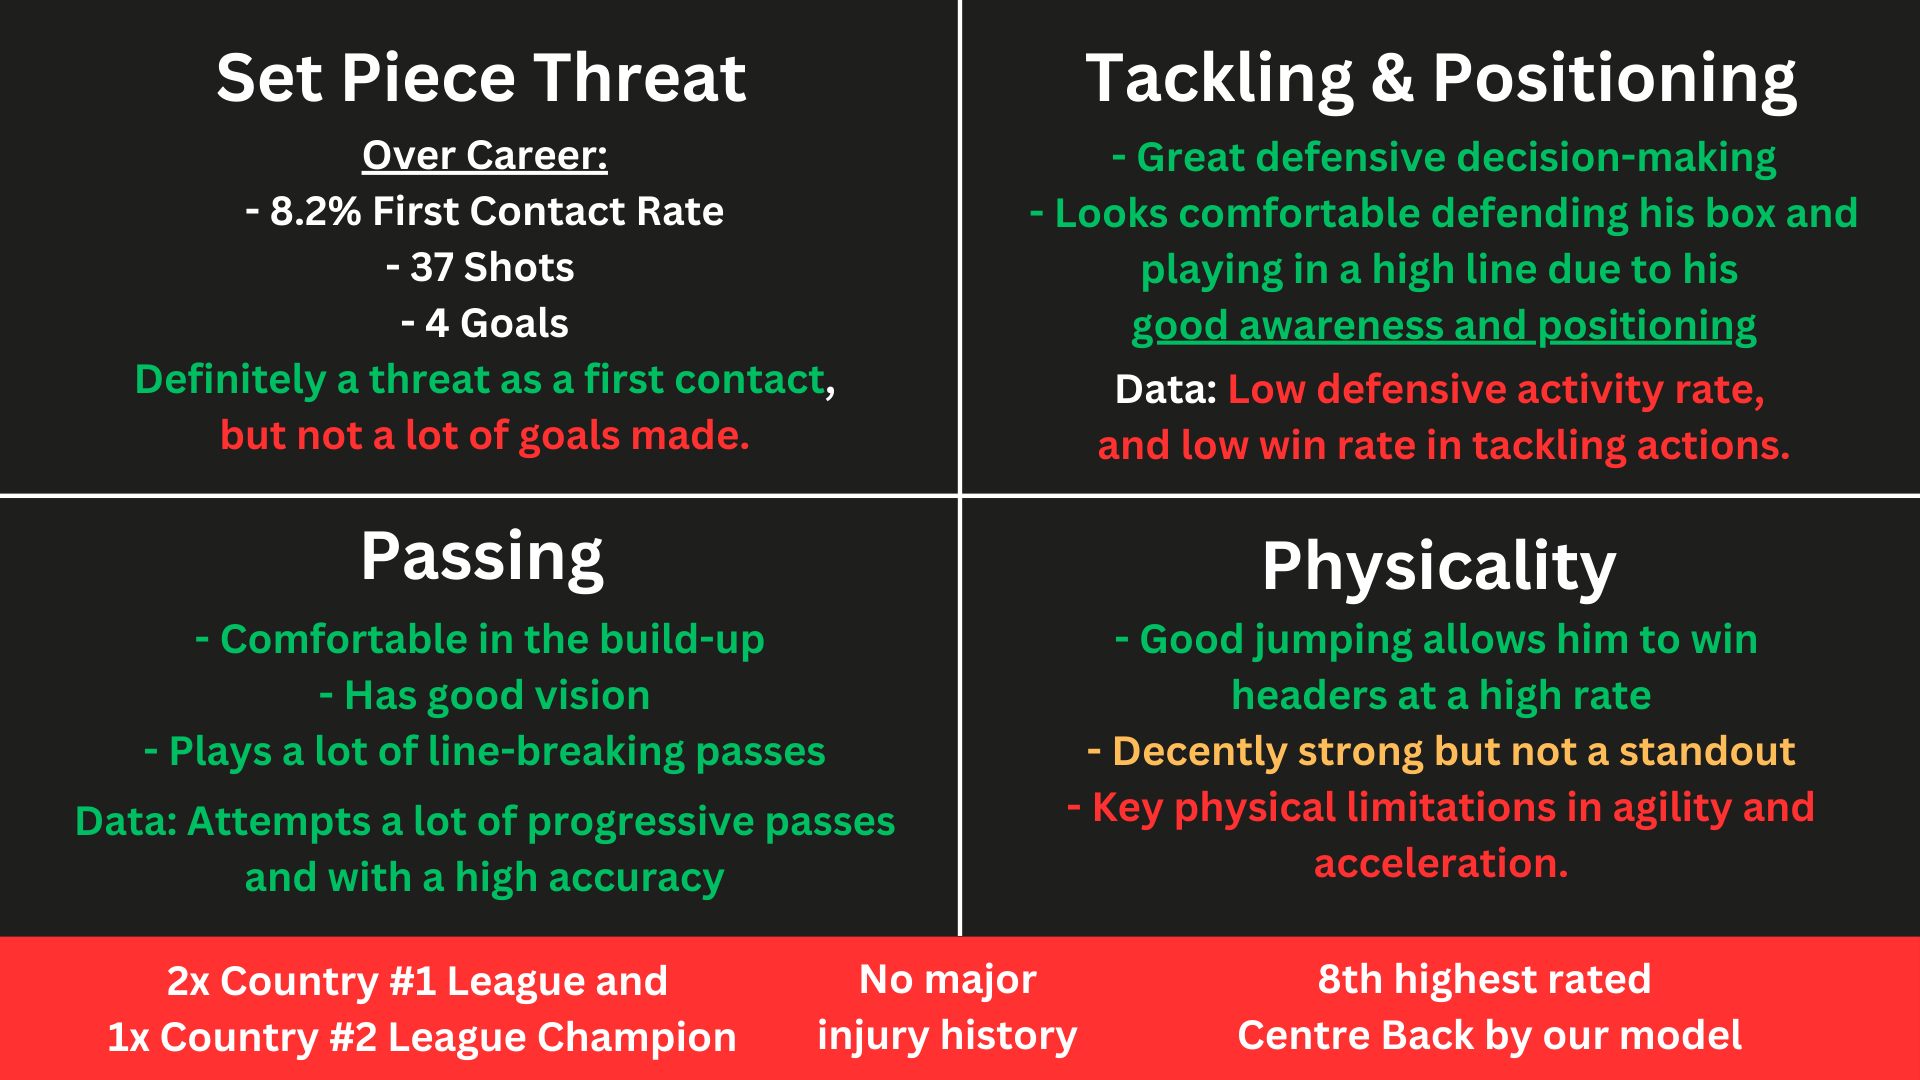 Set Piece Threat
Over Career:
- 8.2% First Contact Rate
- 37 Shots
- 4 Goals
Definitely a threat as a first contact,
but not a lot of goals made.
Tackling & Positioning
- Great defensive decision-making
- Looks comfortable defending his box and
playing in a high line due to his
good awareness and positioning
Data: Low defensive activity rate,
and low win rate in tackling actions.
Passing
- Comfortable in the build-up
- Has good vision
- Plays a lot of line-breaking passes
Data: Attempts a lot of progressive passes
and with a high accuracy
Physicality
- Good jumping allows him to win
headers at a high rate
- Decently strong but not a standout
- Key physical limitations in agility and
acceleration.
2x Country #1 League and
1x Country #2 League Champion
No major
injury history
8th highest rated
Centre Back by our model